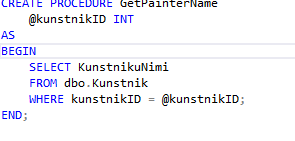 CREATE PROCEDURE GetPainterName
@kunstnikID INT
AS
BEGIN
SELECT KunstnikuNimi
FROM dbo.Kunstnik
WHERE kunstnikID = @kunstnikID;
END;